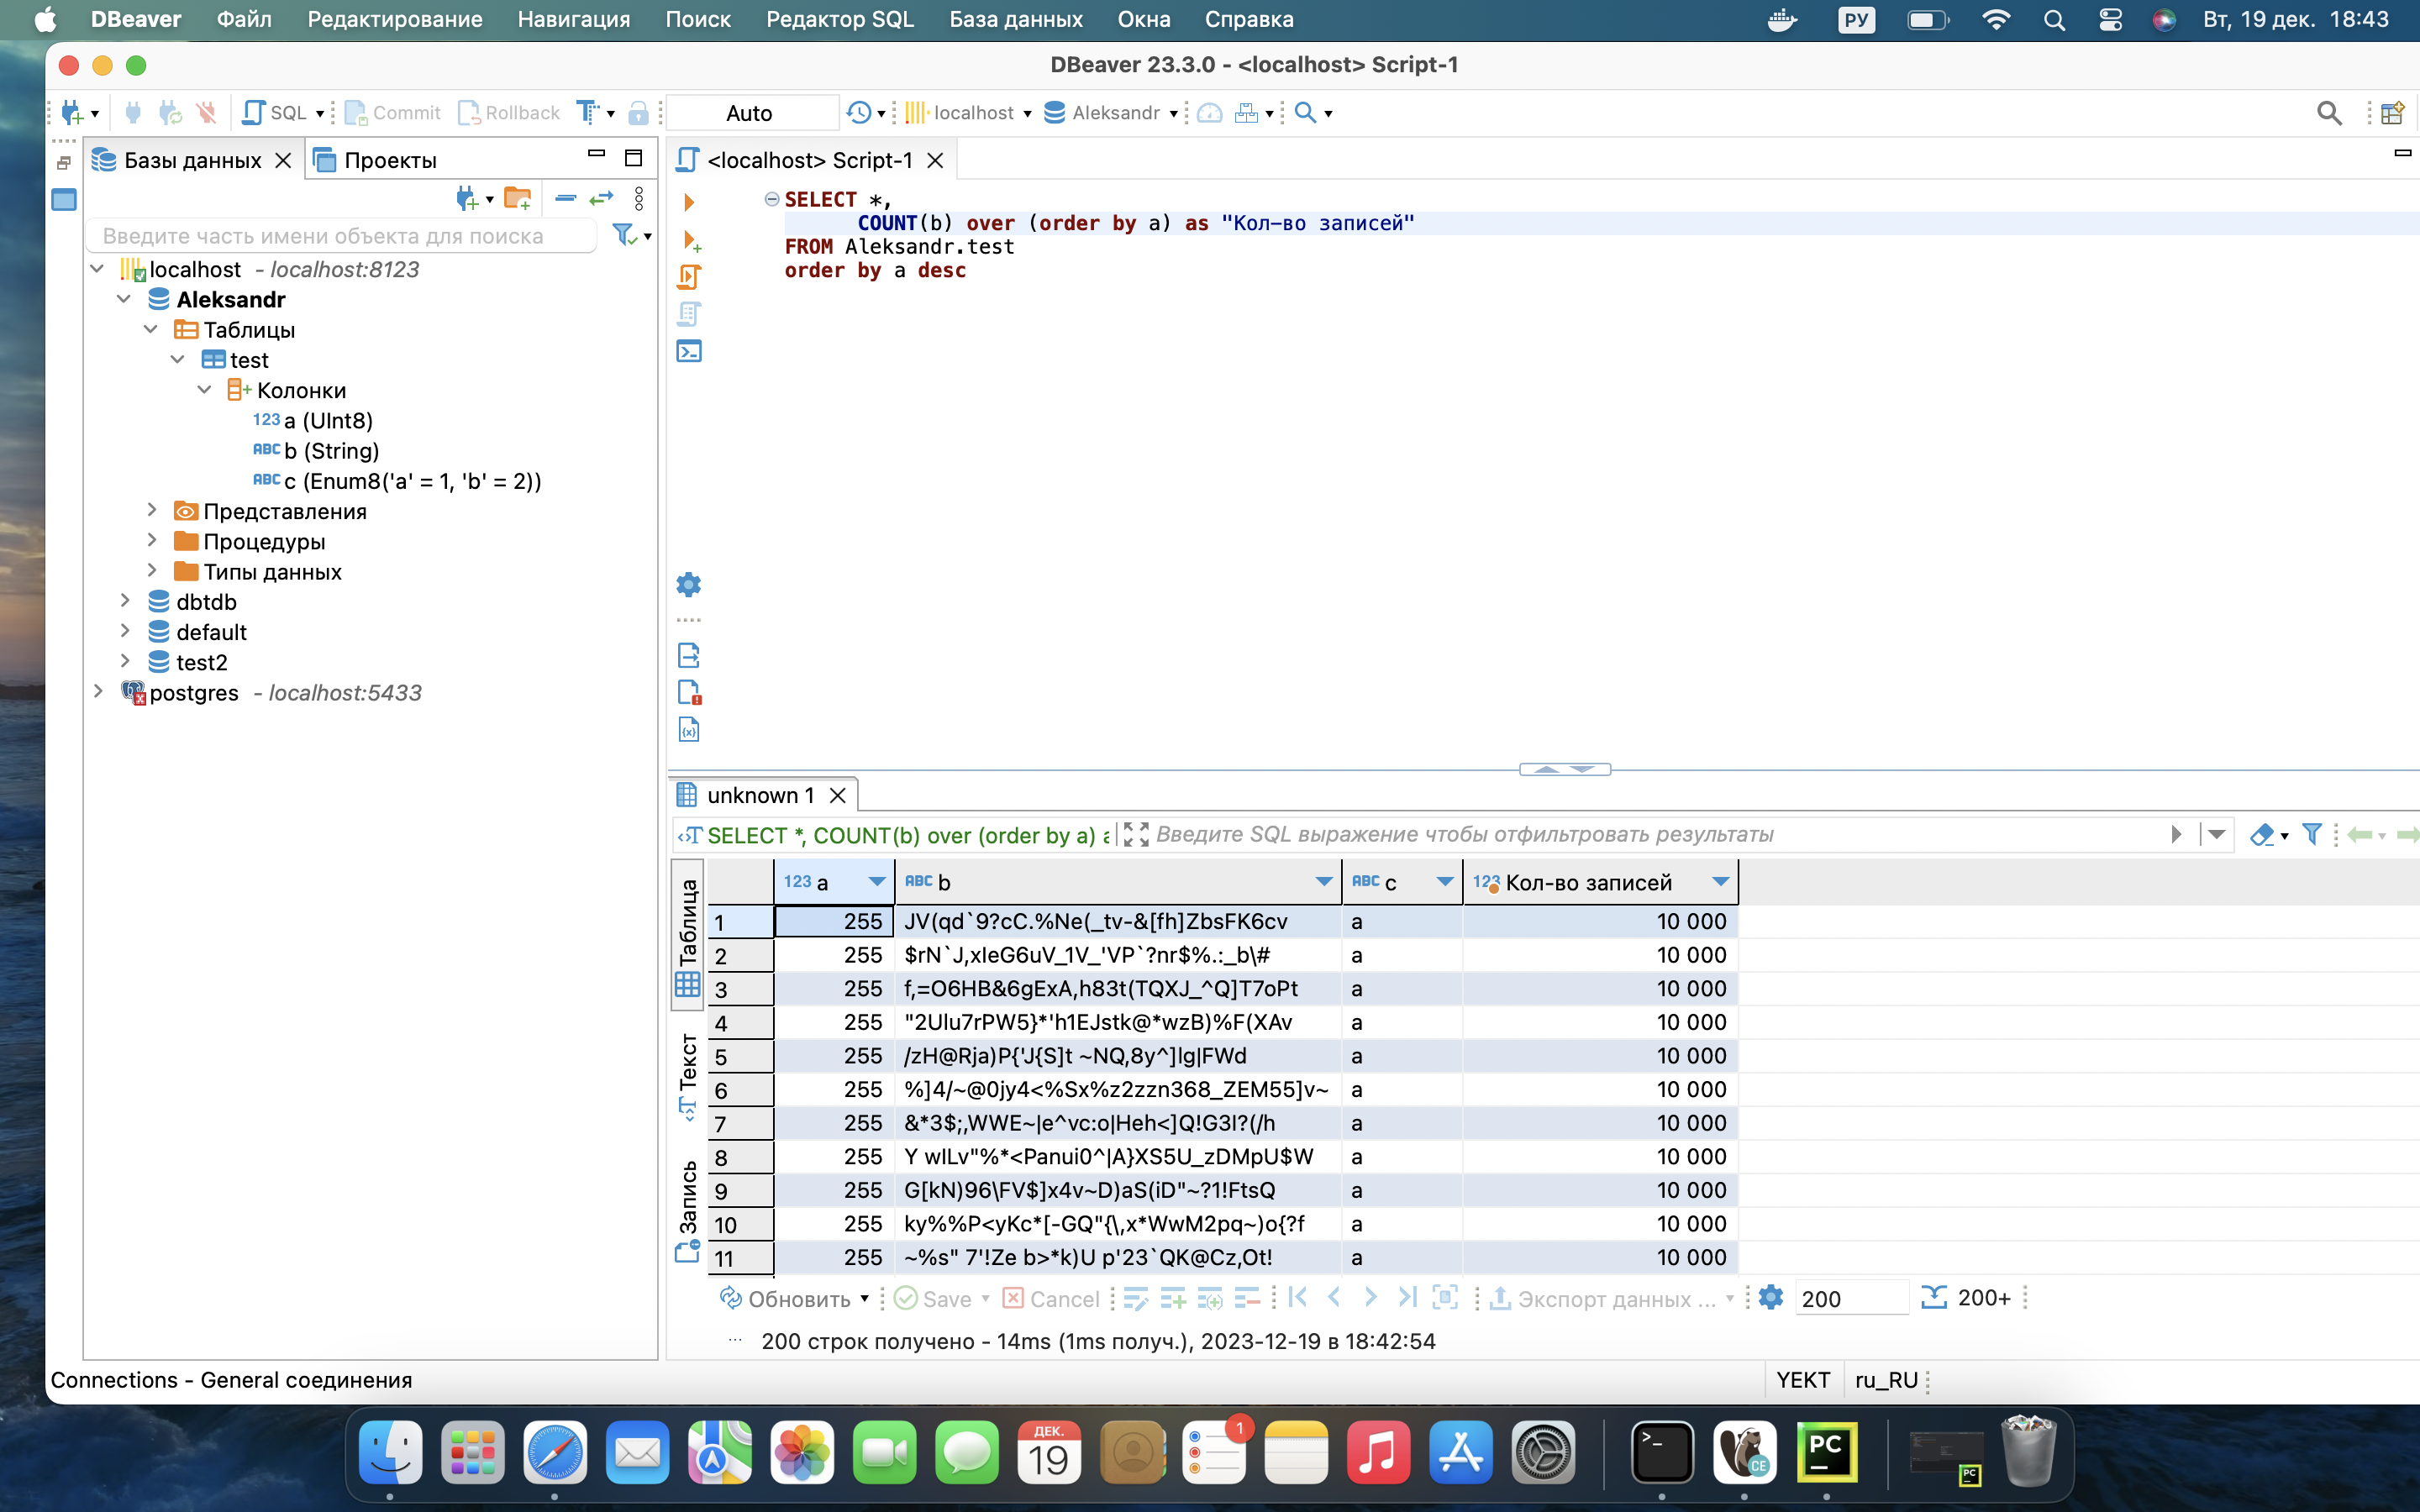 DBeaver Файл Редактирование Навигация Поиск Редактор SQL База данных Окна Справка РУ Вт, 19 дек. 18:43
DBeaver 23.3.0 - <localhost> Script-1
SQL Commit Rollback Auto localhost Aleksandr
Базы данных Проекты
<localhost> Script-1
Введите часть имени объекта для поиска
localhost - localhost:8123
Aleksandr
Таблицы
test
Колонки
123 a (UInt8)
ABC b (String)
ABC c (Enum8('a' = 1, 'b' = 2))
Представления
Процедуры
Типы данных
dbtdb
default
test2
postgres - localhost:5433
SELECT *,
COUNT(b) over (order by a) as "Кол-во записей"
FROM Aleksandr.test
order by a desc
unknown 1
SELECT *, COUNT(b) over (order by a) a
Введите SQL выражение чтобы отфильтровать результаты
Таблица
Текст
Запись
123 a ABC b ABC c 123 Кол-во записей
1 255 JV(qd`9?cC.%Ne(_tv-&[fh]ZbsFK6cv a 10 000
2 255 $rN`J,xIeG6uV_1V_'VP`?nr$%.:_b\# a 10 000
3 255 f,=O6HB&6gExA,h83t(TQXJ_^Q]T7oPt a 10 000
4 255 "2Ulu7rPW5}*'h1EJstk@*wzB)%F(XAv a 10 000
5 255 /zH@Rja)P{'J{S]t ~NQ,8y^]lg|FWd a 10 000
6 255 %]4/~@0jy4<%Sx%z2zzn368_ZEM55]v~ a 10 000
7 255 &*3$;,WWE~|e^vc:o|Heh<]Q!G3I?(/h a 10 000
8 255 Y wILv"%*<Panui0^|A}XS5U_zDMpU$W a 10 000
9 255 G[kN)96\FV$]x4v~D)aS(iD"~?1!FtsQ a 10 000
10 255 ky%%P<yKc*[-GQ"{\,x*WwM2pq~)o{?f a 10 000
11 255 ~%s" 7'!Ze b>*k)U p'23`QK@Cz,Ot! a 10 000
Обновить Save Cancel Экспорт данных ... 200 200+
200 строк получено - 14ms (1ms получ.), 2023-12-19 в 18:42:54
Connections - General соединения YEKT ru_RU
ДЕК.
19
1
CE
PC
PC